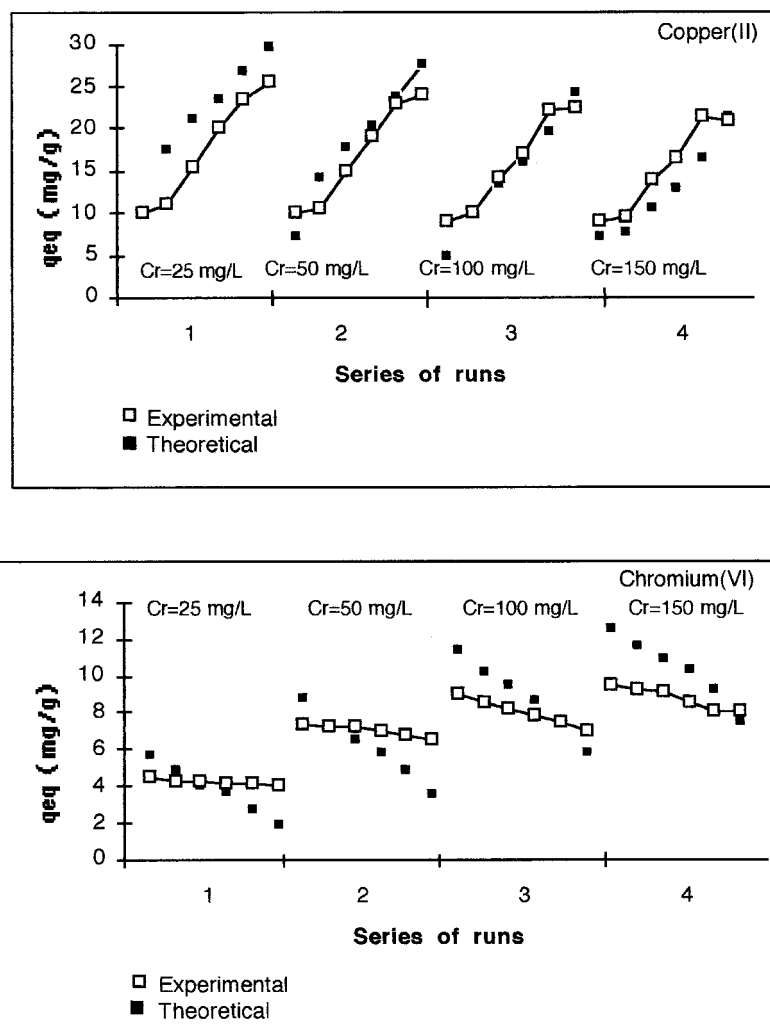 Copper(II)
30
25
20
15
10
5
0
qeq (mg/g)
Cr=25 mg/L Cr=50 mg/L Cr=100 mg/L Cr=150 mg/L
1 2 3 4
Series of runs
Experimental
Theoretical
Chromium(VI)
14
12
10
8
6
4
2
0
qeq (mg/g)
Cr=25 mg/L Cr=50 mg/L Cr=100 mg/L Cr=150 mg/L
1 2 3 4
Series of runs
Experimental
Theoretical